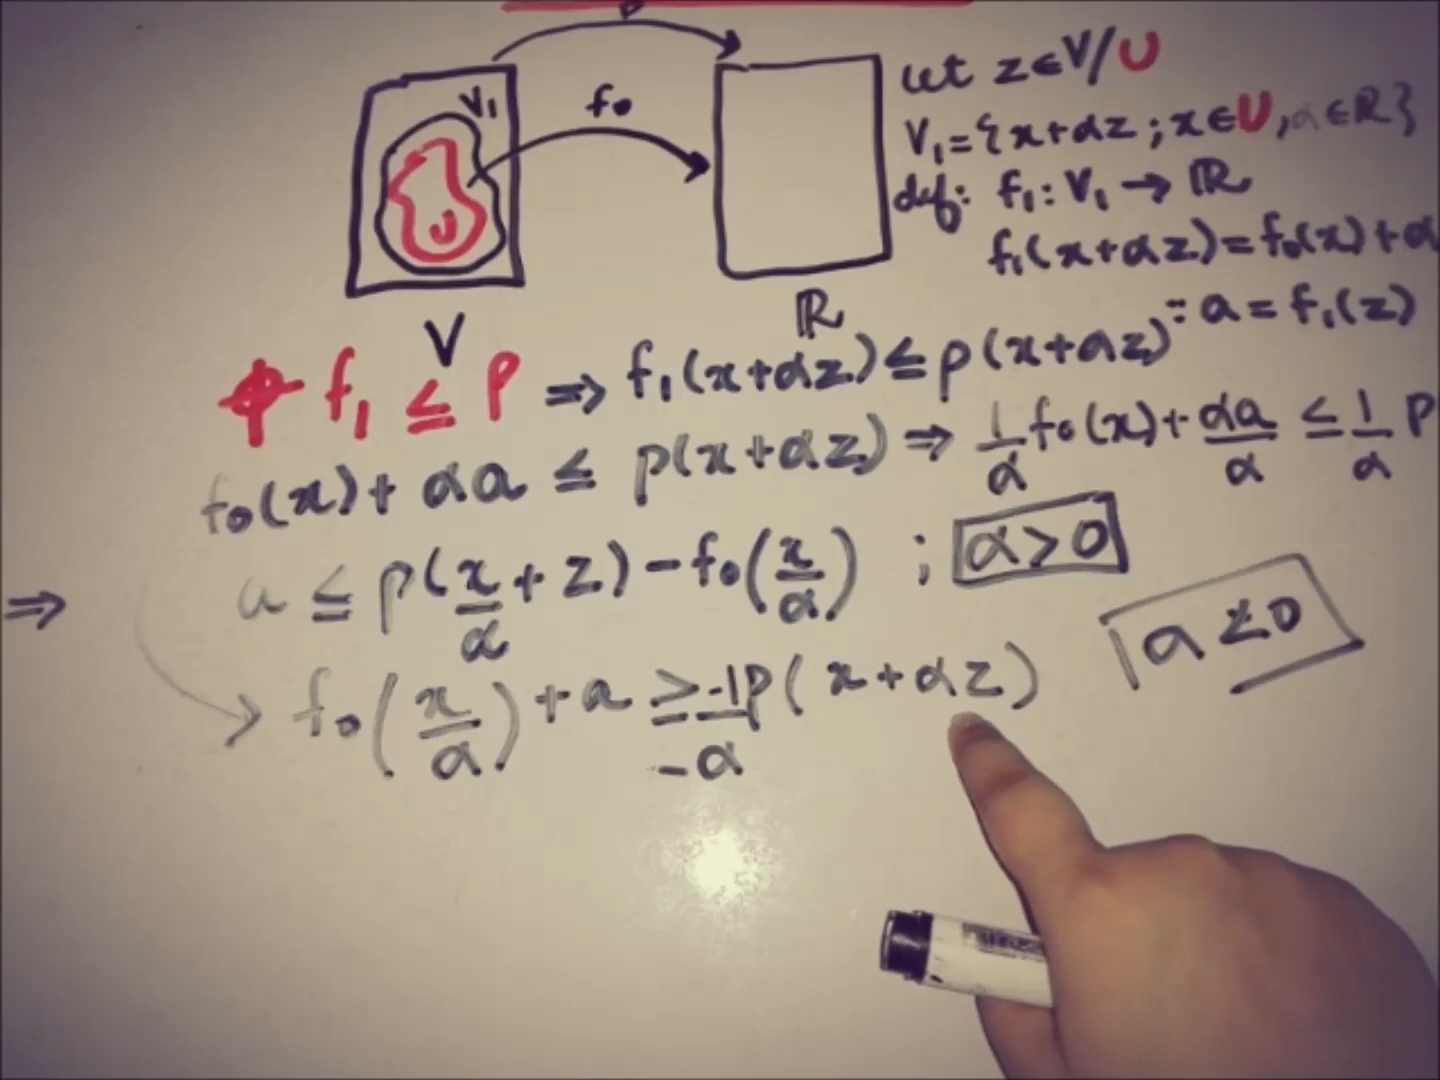 P
V₁
f₀
U
V
ℝ
let z∈V/U
V₁={x+αz ; x∈U, α∈ℝ}
def: f₁: V₁ → ℝ
f₁(x+αz)=f₀(x)+α
∵ a = f₁(z)
f₁ ≤ P ⇒ f₁(x+αz) ≤ p(x+αz)
f₀(x)+ αa ≤ p(x+αz) ⇒ 1/α f₀(x)+ αa/α ≤ 1/α P
⇒ a ≤ p(x/α + z) - f₀(x/α) ; α>0
f₀(x/α) + a ≥ -1/-α p(x+αz) a<0